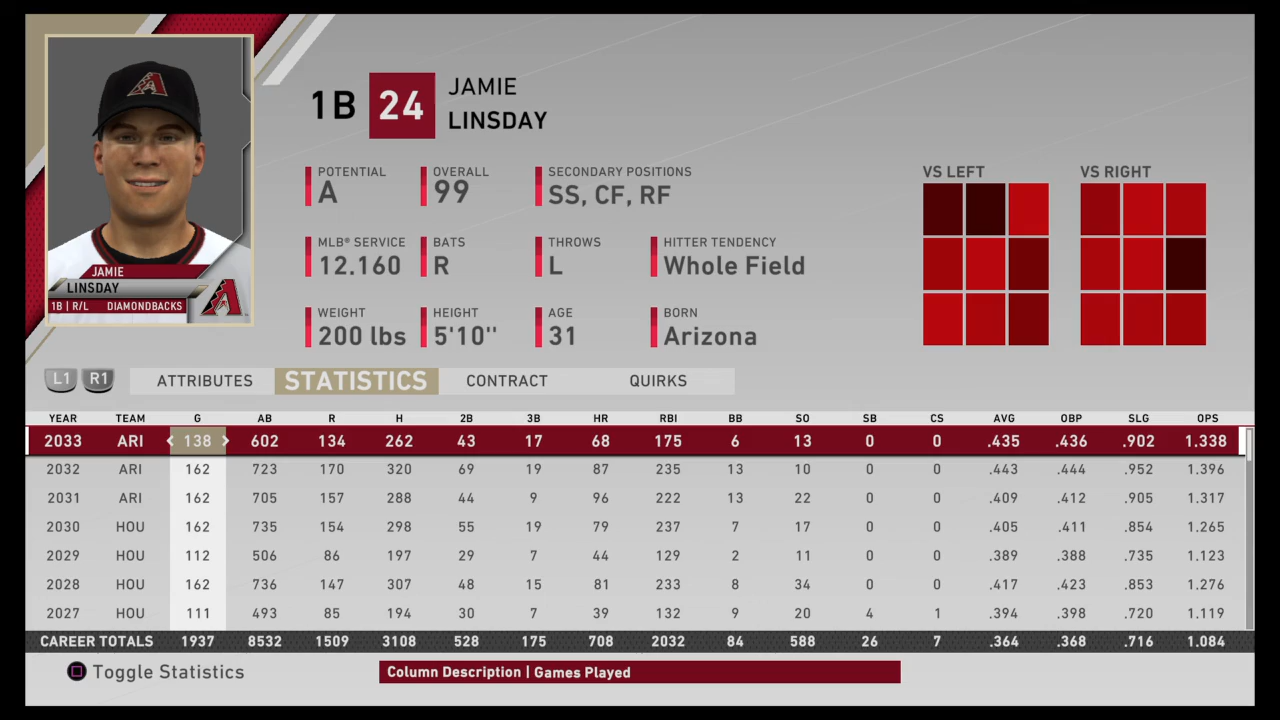 1B 24 JAMIE
LINSDAY
POTENTIAL OVERALL SECONDARY POSITIONS VS LEFT VS RIGHT
A 99 SS, CF, RF
MLB® SERVICE BATS THROWS HITTER TENDENCY
12.160 R L Whole Field
WEIGHT HEIGHT AGE BORN
200 lbs 5'10'' 31 Arizona
JAMIE
LINSDAY
1B | R/L DIAMONDBACKS
L1 R1 ATTRIBUTES STATISTICS CONTRACT QUIRKS
YEAR TEAM G AB R H 2B 3B HR RBI BB SO SB CS AVG OBP SLG OPS
2033 ARI < 138 > 602 134 262 43 17 68 175 6 13 0 0 .435 .436 .902 1.338
2032 ARI 162 723 170 320 69 19 87 235 13 10 0 0 .443 .444 .952 1.396
2031 ARI 162 705 157 288 44 9 96 222 13 22 0 0 .409 .412 .905 1.317
2030 HOU 162 735 154 298 55 19 79 237 7 17 0 0 .405 .411 .854 1.265
2029 HOU 112 506 86 197 29 7 44 129 2 11 0 0 .389 .388 .735 1.123
2028 HOU 162 736 147 307 48 15 81 233 8 34 0 0 .417 .423 .853 1.276
2027 HOU 111 493 85 194 30 7 39 132 9 20 4 1 .394 .398 .720 1.119
CAREER TOTALS 1937 8532 1509 3108 528 175 708 2032 84 588 26 7 .364 .368 .716 1.084
Toggle Statistics Column Description | Games Played